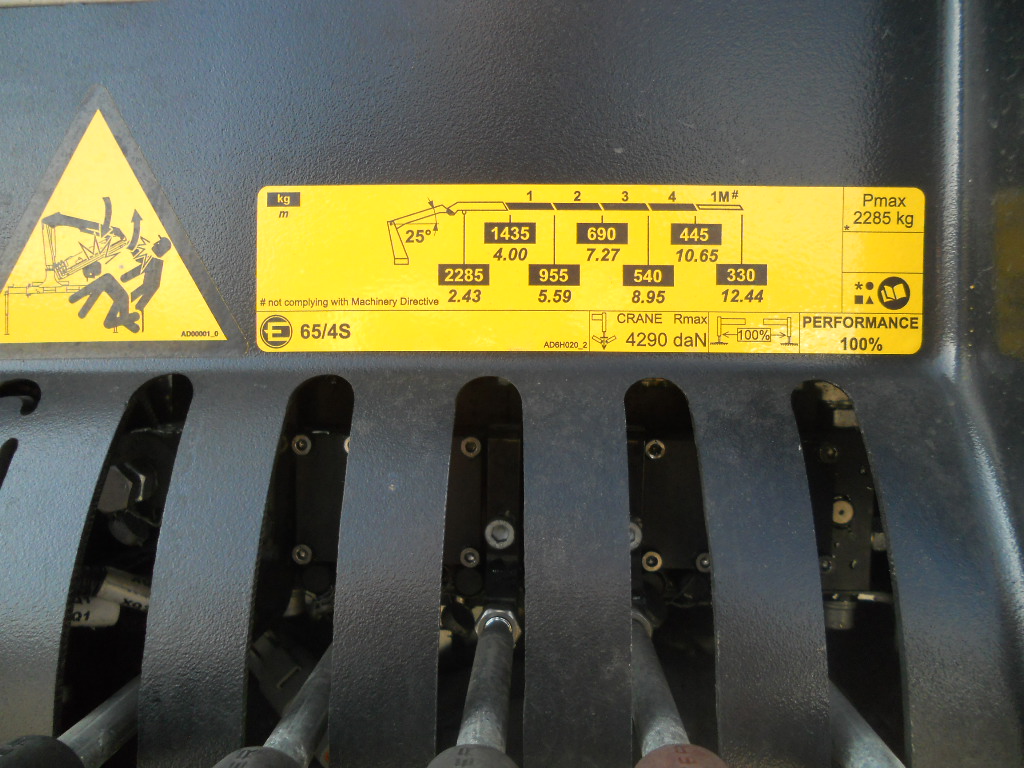 kg
m
1 2 3 4 1M#
25°
1435 690 445
4.00 7.27 10.65
2285 955 540 330
2.43 5.59 8.95 12.44
# not complying with Machinery Directive
Pmax
* 2285 kg
E 65/4S
AD6H020_2
CRANE Rmax
4290 daN
100%
PERFORMANCE
100%
AD00001_0